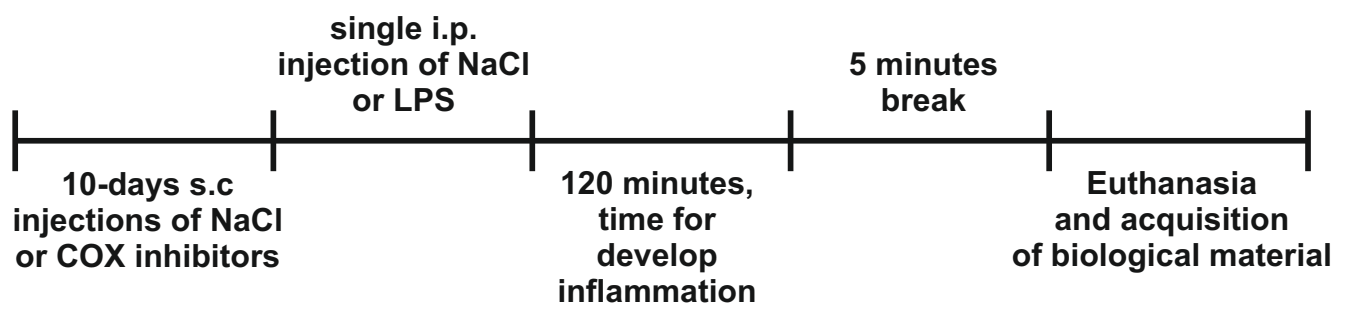 single i.p.
injection of NaCl
or LPS
5 minutes
break
10-days s.c
injections of NaCl
or COX inhibitors
120 minutes,
time for
develop
inflammation
Euthanasia
and acquisition
of biological material